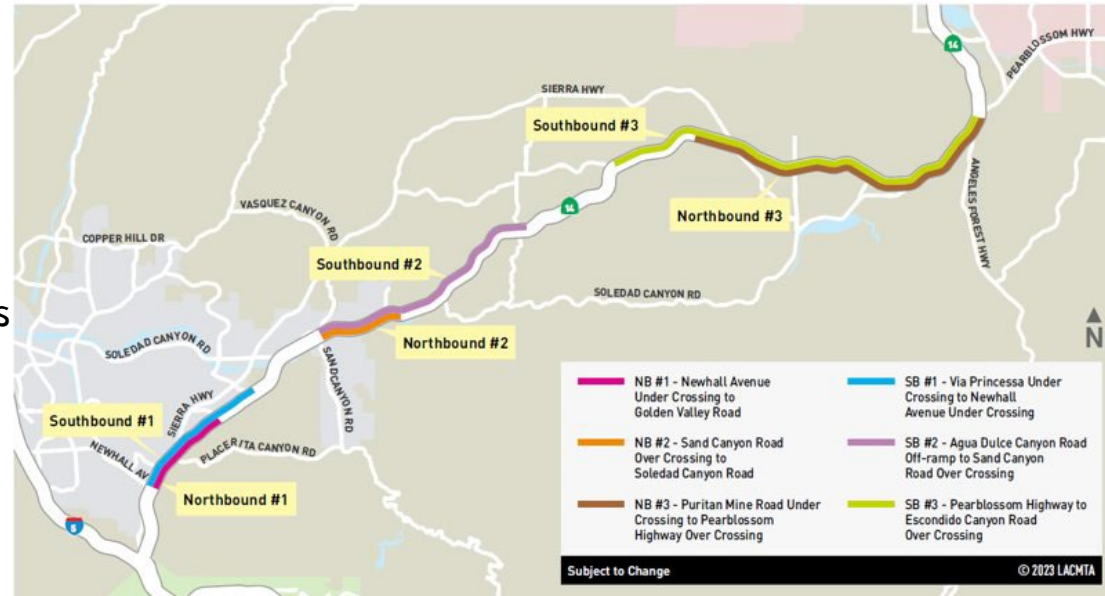 14
PEARBLOSSOM HWY
SIERRA HWY
Southbound #3
ANGELES FOREST HWY
14
Northbound #3
VASQUEZ CANYON RD
COPPER HILL DR
Southbound #2
SOLEDAD CANYON RD
S
Northbound #2
N
SOLEDAD CANYON RD
SAND CANYON RD
SIERRA HWY
Southbound #1
PLACERITA CANYON RD
NEWHALL AV
Northbound #1
5
NB #1 - Newhall Avenue
Under Crossing to
Golden Valley Road
SB #1 - Via Princessa Under
Crossing to Newhall
Avenue Under Crossing
NB #2 - Sand Canyon Road
Over Crossing to
Soledad Canyon Road
SB #2 - Agua Dulce Canyon Road
Off-ramp to Sand Canyon
Road Over Crossing
NB #3 - Puritan Mine Road Under
Crossing to Pearblossom
Highway Over Crossing
SB #3 - Pearblossom Highway to
Escondido Canyon Road
Over Crossing
Subject to Change
© 2023 LACMTA